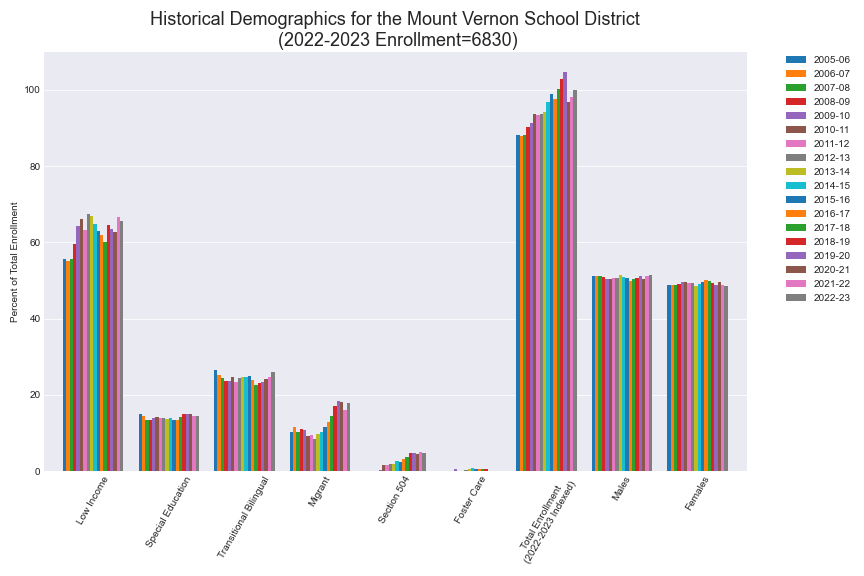 Historical Demographics for the Mount Vernon School District
(2022-2023 Enrollment=6830)
Percent of Total Enrollment
100
80
60
40
20
0
Low Income
Special Education
Transitional Bilingual
Migrant
Section 504
Foster Care
Total Enrollment
(2022-2023 Indexed)
Males
Females
2005-06
2006-07
2007-08
2008-09
2009-10
2010-11
2011-12
2012-13
2013-14
2014-15
2015-16
2016-17
2017-18
2018-19
2019-20
2020-21
2021-22
2022-23